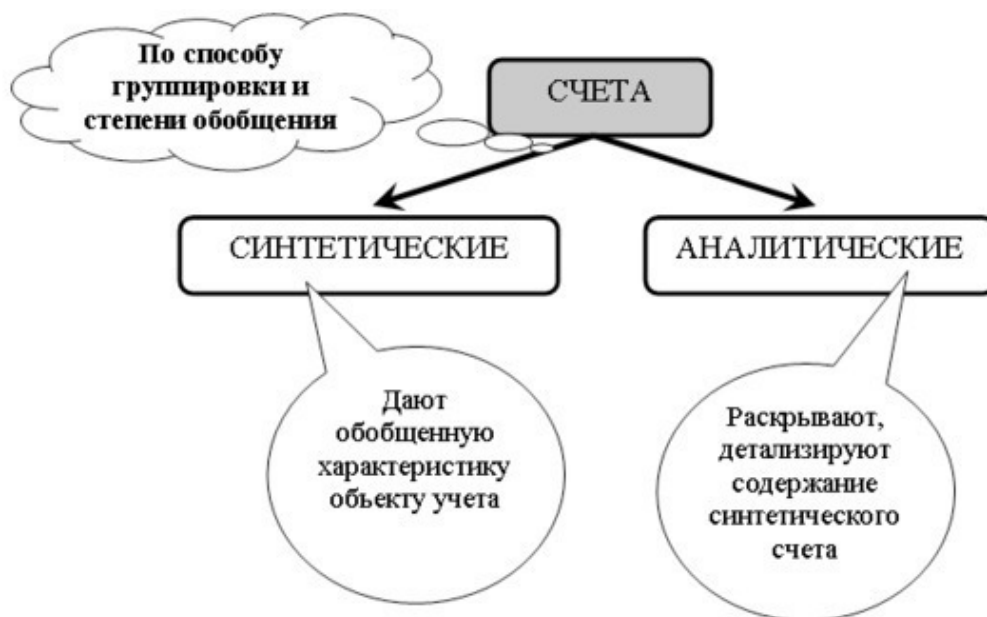 По способу
группировки и
степени обобщения
СЧЕТА
СИНТЕТИЧЕСКИЕ
АНАЛИТИЧЕСКИЕ
Дают
обобщенную
характеристику
объекту учета
Раскрывают,
детализируют
содержание
синтетического
счета